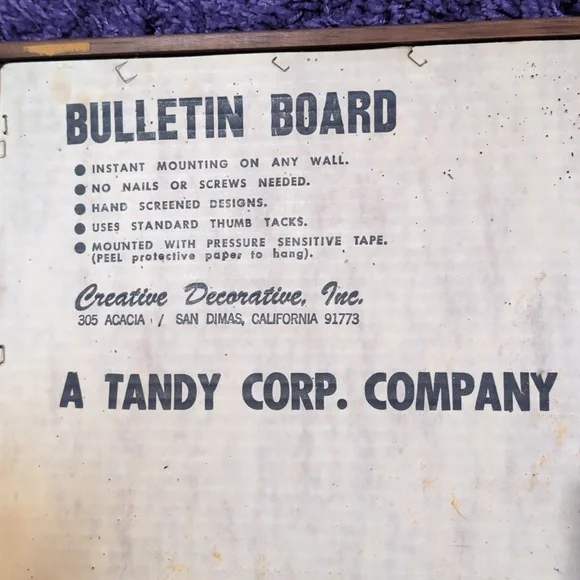 BULLETIN BOARD
● INSTANT MOUNTING ON ANY WALL.
● NO NAILS OR SCREWS NEEDED.
● HAND SCREENED DESIGNS.
● USES STANDARD THUMB TACKS.
● MOUNTED WITH PRESSURE SENSITIVE TAPE.
(PEEL protective paper to hang).
Creative Decorative, Inc.
305 ACACIA / SAN DIMAS, CALIFORNIA 91773
A TANDY CORP. COMPANY